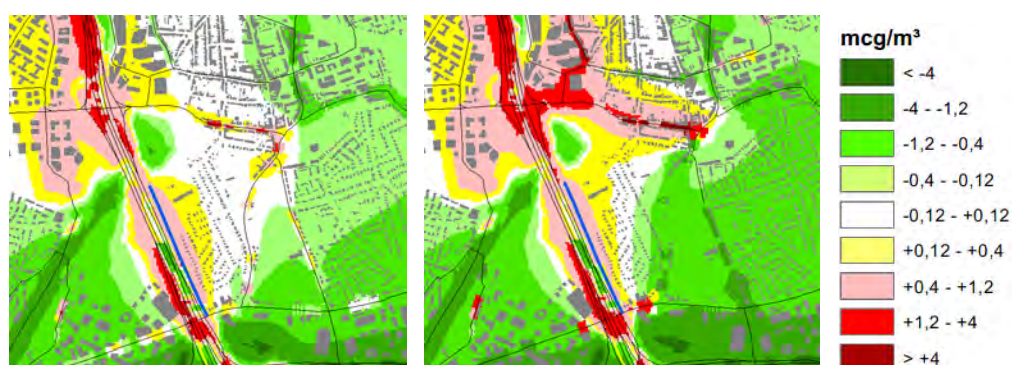 mcg/m³
< -4
-4 - -1,2
-1,2 - -0,4
-0,4 - -0,12
-0,12 - +0,12
+0,12 - +0,4
+0,4 - +1,2
+1,2 - +4
> +4